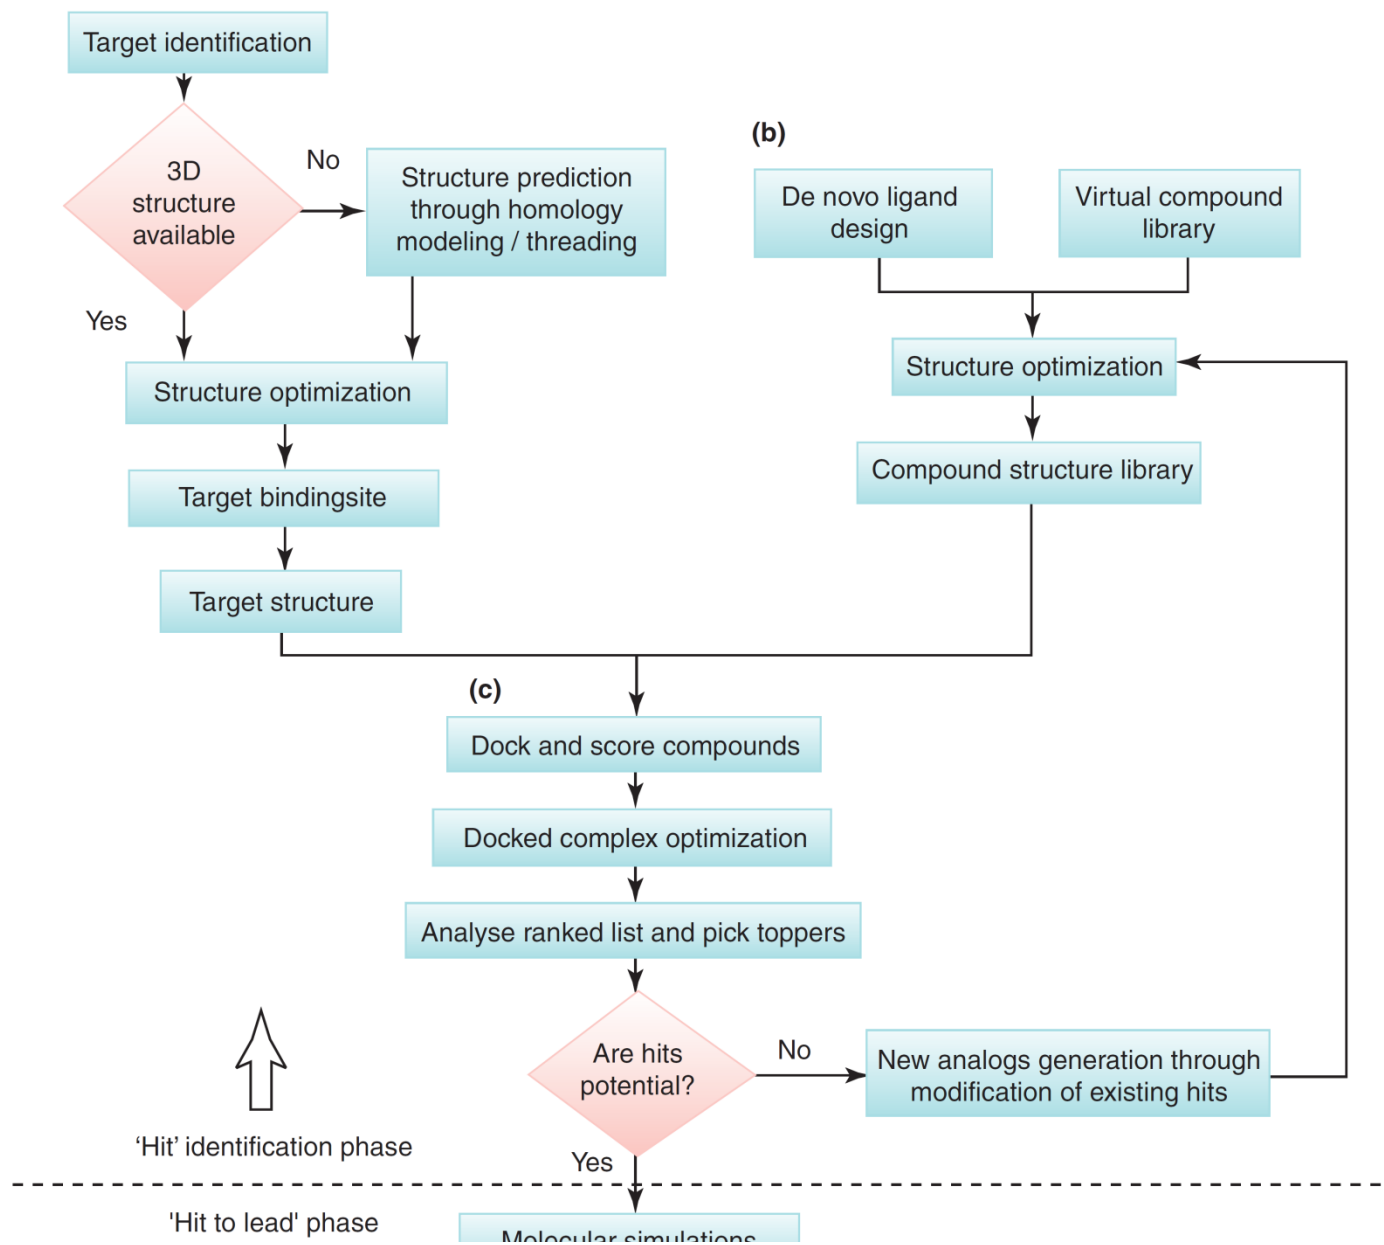 Target identification
3D
structure
available
No
Structure prediction
through homology
modeling / threading
Yes
Structure optimization
Target bindingsite
Target structure
(b)
De novo ligand
design
Virtual compound
library
Structure optimization
Compound structure library
(c)
Dock and score compounds
Docked complex optimization
Analyse ranked list and pick toppers
Are hits
potential?
No
New analogs generation through
modification of existing hits
Yes
‘Hit’ identification phase
'Hit to lead' phase
Molecular simulations